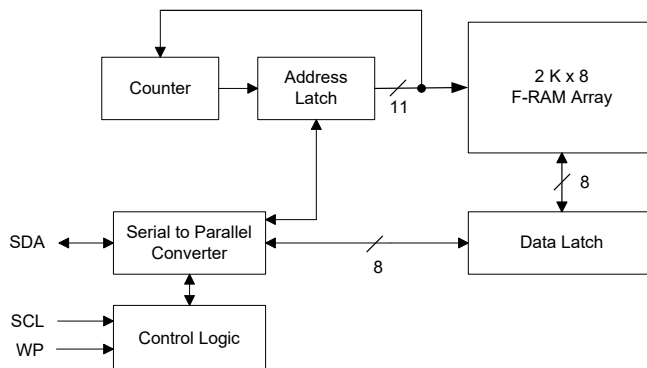 2 K x 8
F-RAM Array
Counter
Address
Latch
11
8
SDA
Serial to Parallel
Converter
8
Data Latch
SCL
WP
Control Logic